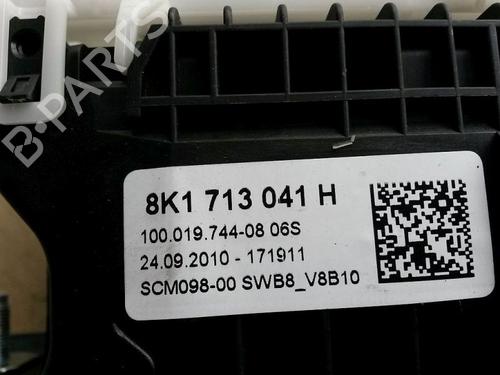 B-PARTS
8K1 713 041 H
100.019.744-08 06S
24.09.2010 - 171911
SCM098-00 SWB8_V8B10